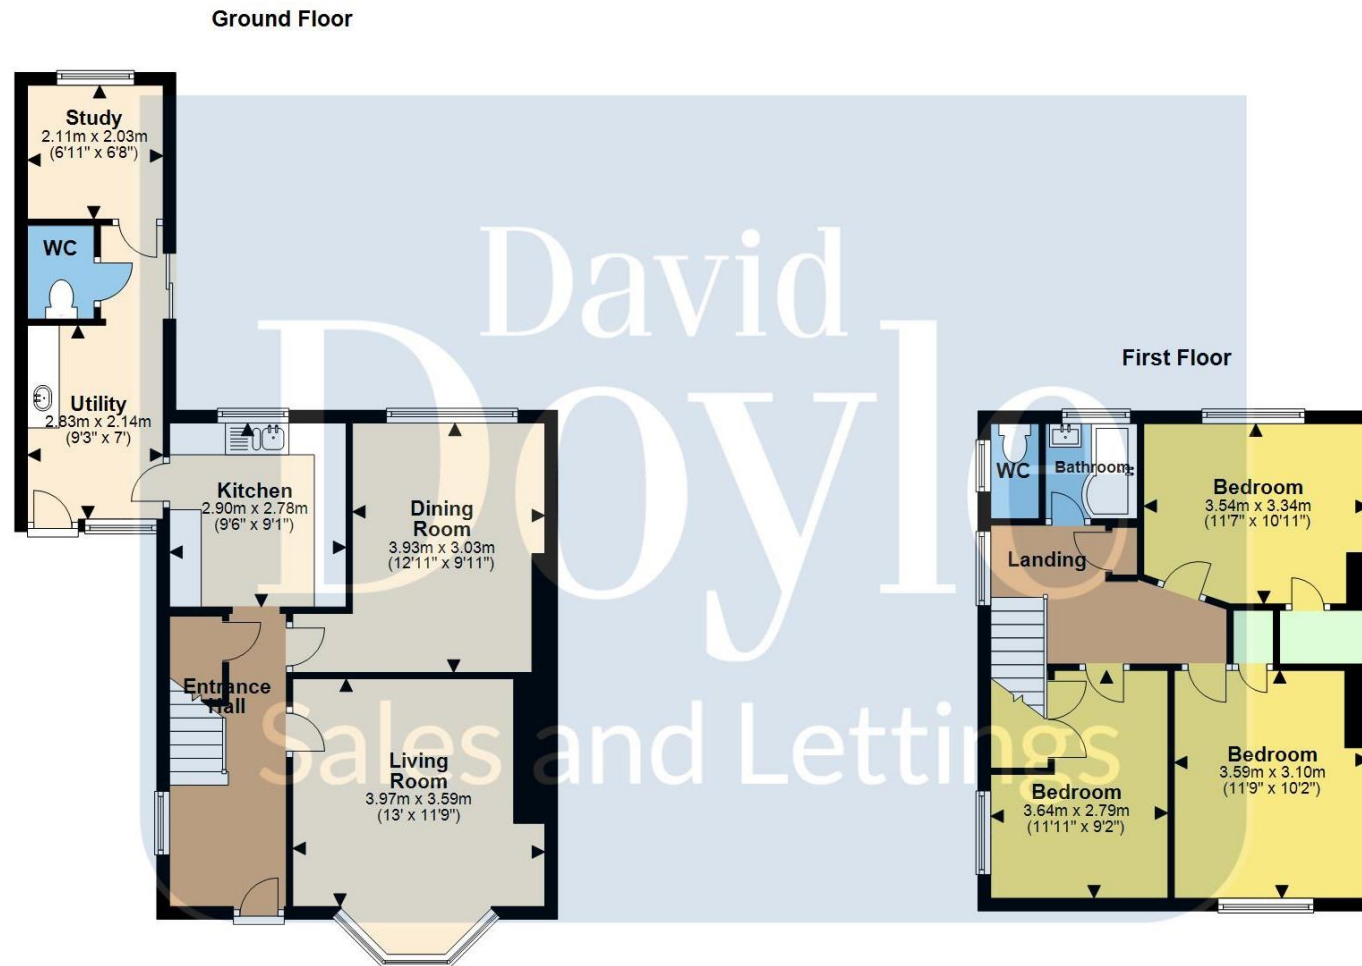 Ground Floor
Study
2.11m x 2.03m
(6'11" x 6'8")
WC
Utility
2.83m x 2.14m
(9'3" x 7')
Kitchen
2.90m x 2.78m
(9'6" x 9'1")
Dining
Room
3.93m x 3.03m
(12'11" x 9'11")
Entrance
Hall
Living
Room
3.97m x 3.59m
(13' x 11'9")
David
Doyle
Sales and Lettings
First Floor
WC
Bathroom
Bedroom
3.54m x 3.34m
(11'7" x 10'11")
Landing
Bedroom
3.64m x 2.79m
(11'11" x 9'2")
Bedroom
3.59m x 3.10m
(11'9" x 10'2")